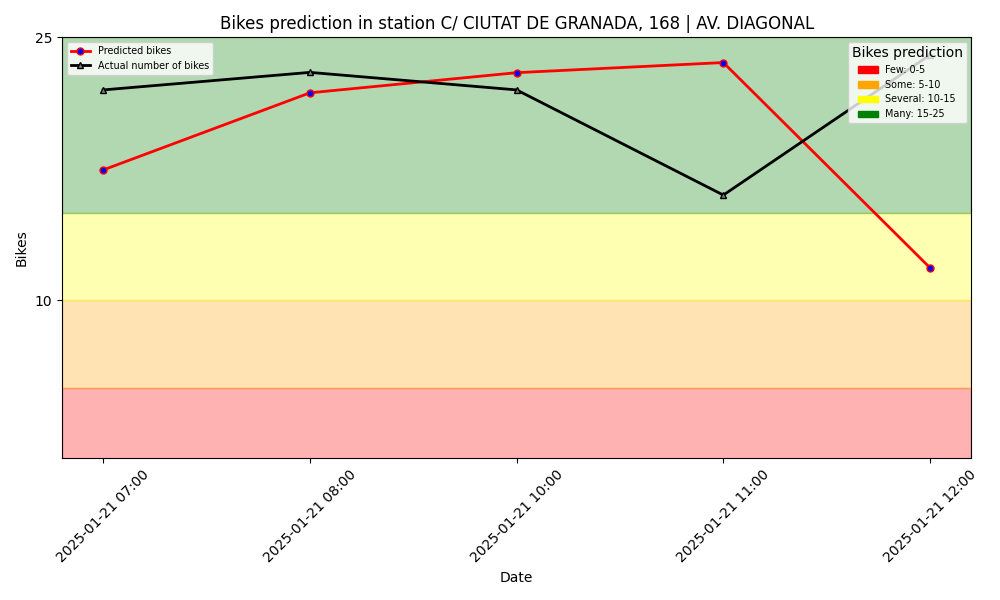 Bikes prediction in station C/ CIUTAT DE GRANADA, 168 | AV. DIAGONAL
25
10
Bikes
Predicted bikes
Actual number of bikes
Bikes prediction
Few: 0-5
Some: 5-10
Several: 10-15
Many: 15-25
2025-01-21 07:00
2025-01-21 08:00
2025-01-21 10:00
2025-01-21 11:00
2025-01-21 12:00
Date